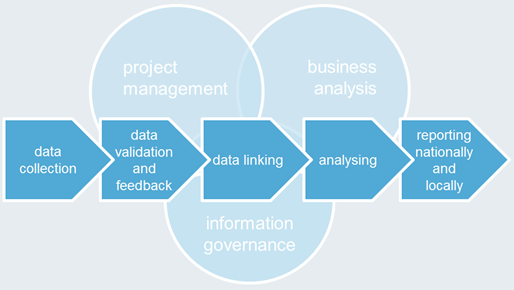 project
management
business
analysis
data
collection
data
validation
and
feedback
data linking
analysing
reporting
nationally
and
locally
information
governance